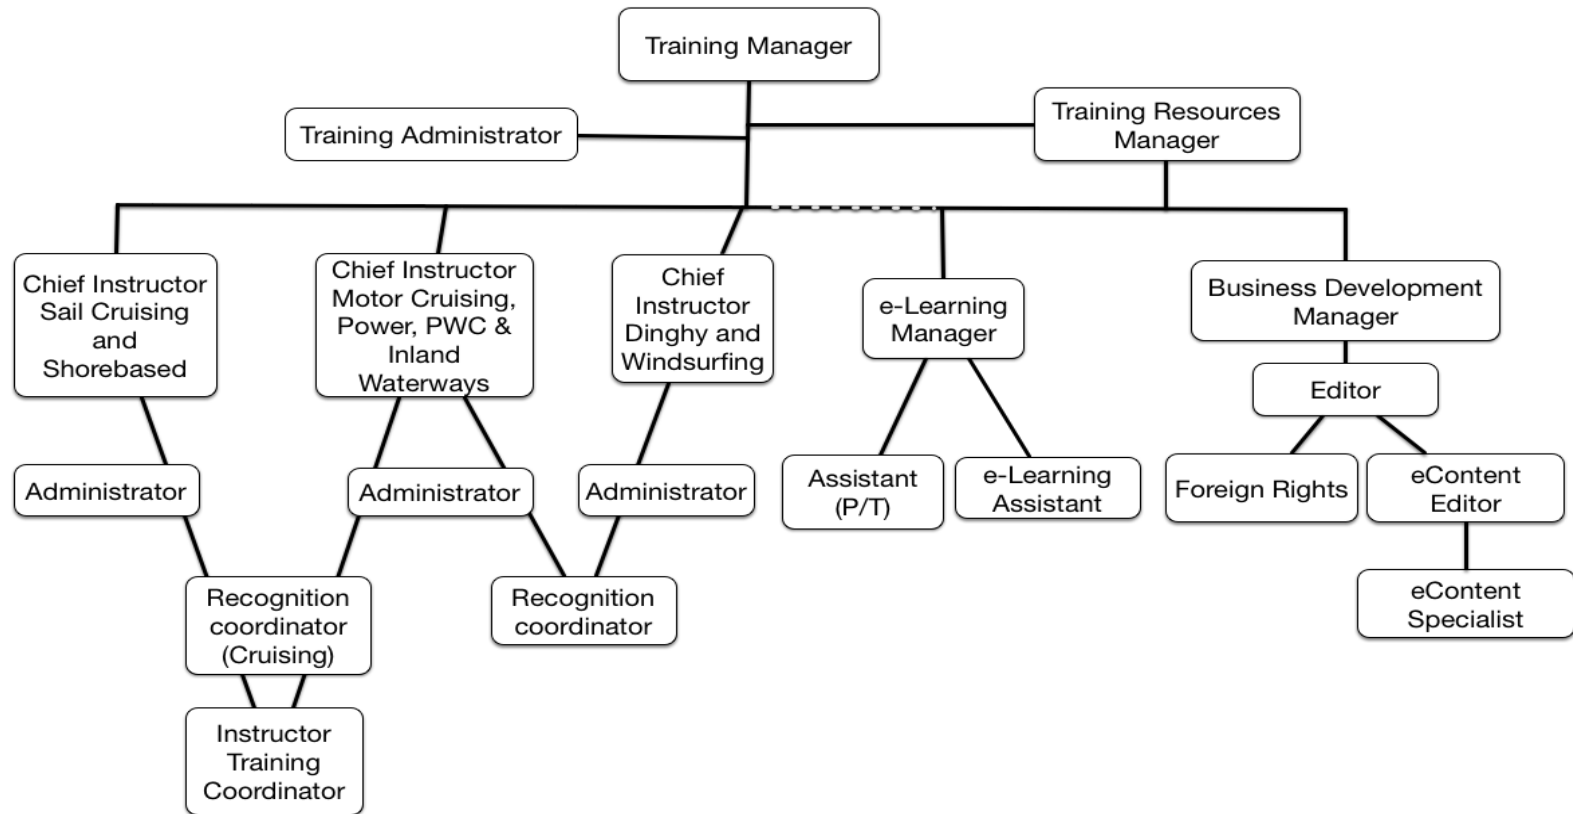 Training Manager
Training Administrator
Training Resources
Manager
Chief Instructor
Sail Cruising
and
Shorebased
Chief Instructor
Motor Cruising,
Power, PWC &
Inland
Waterways
Chief
Instructor
Dinghy and
Windsurfing
e-Learning
Manager
Business Development
Manager
Editor
Administrator
Administrator
Administrator
Assistant
(P/T)
e-Learning
Assistant
Foreign Rights
eContent
Editor
Recognition
coordinator
(Cruising)
Recognition
coordinator
eContent
Specialist
Instructor
Training
Coordinator